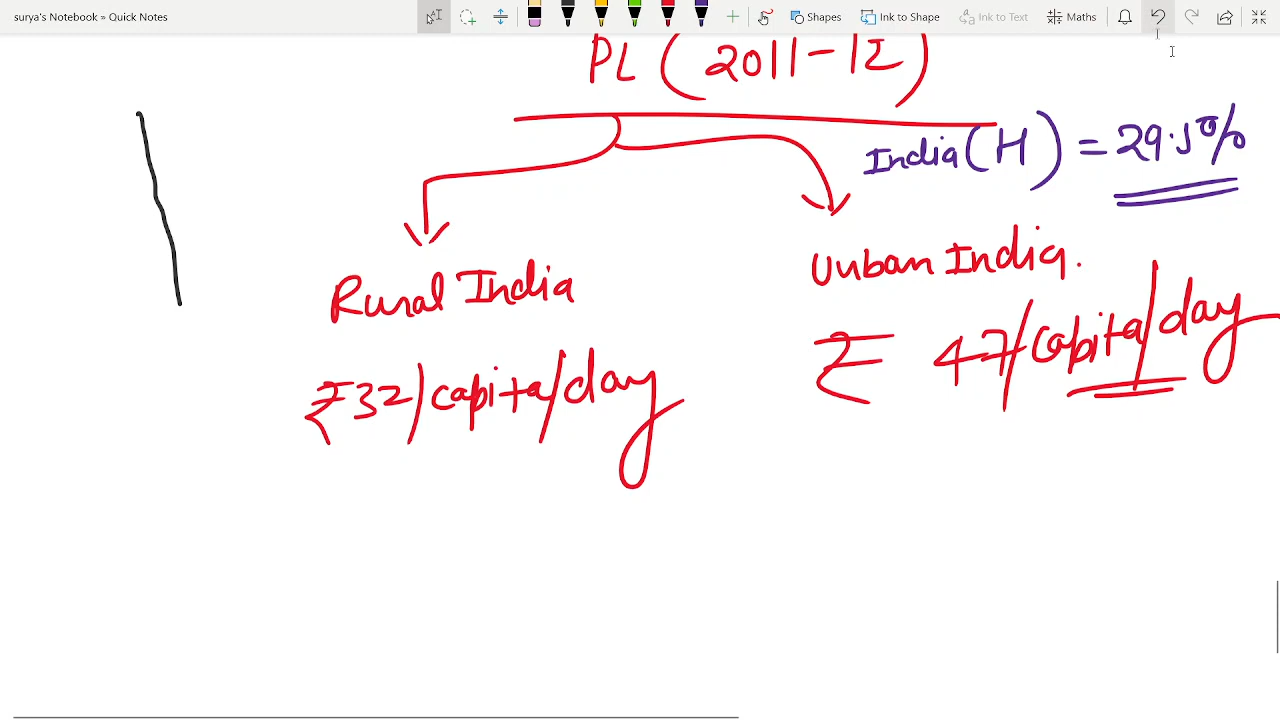 surya's Notebook » Quick Notes
Shapes
Ink to Shape
Ink to Text
Maths
PL (2011-12)
India (H) = 29.5%
Rural India
Urban India.
₹32/capita/day
₹ 47/capita/day